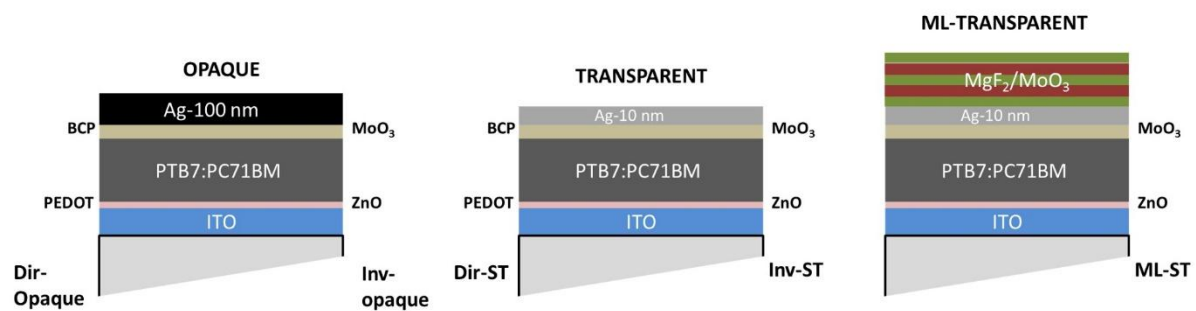 OPAQUE
Ag-100 nm
BCP
MoO3
PTB7:PC71BM
PEDOT
ZnO
ITO
Dir-
Opaque
Inv-
opaque
TRANSPARENT
Ag-10 nm
BCP
MoO3
PTB7:PC71BM
PEDOT
ZnO
ITO
Dir-ST
Inv-ST
ML-TRANSPARENT
MgF2/MoO3
Ag-10 nm
MoO3
PTB7:PC71BM
ZnO
ITO
ML-ST